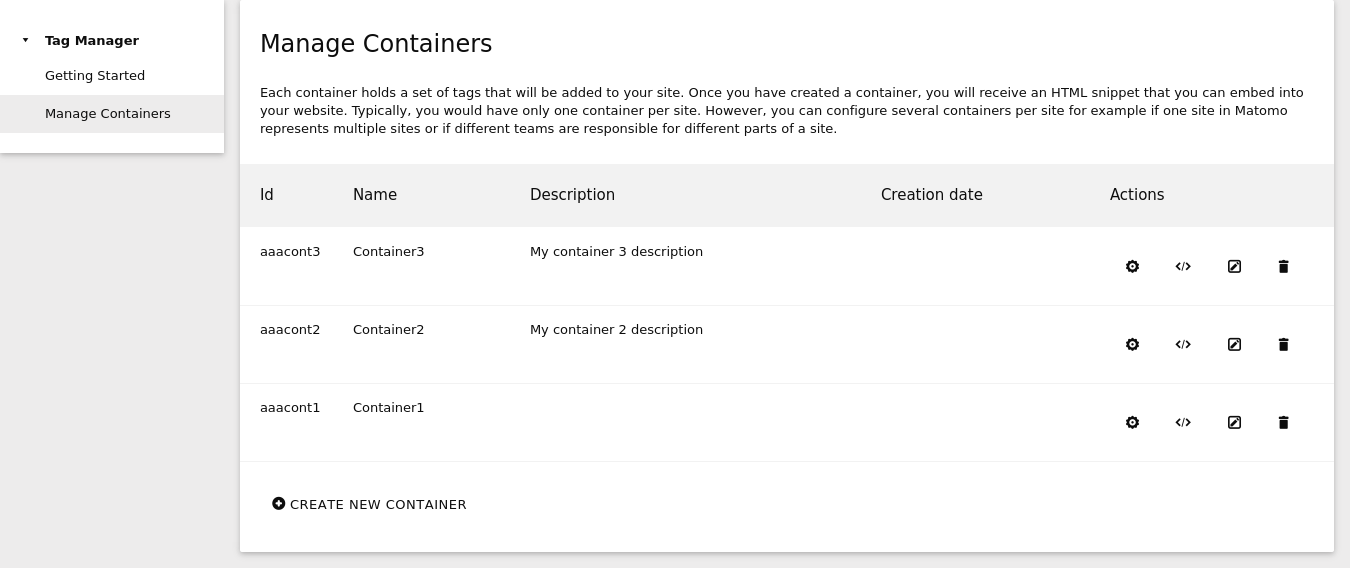 Tag Manager
Getting Started
Manage Containers
Manage Containers
Each container holds a set of tags that will be added to your site. Once you have created a container, you will receive an HTML snippet that you can embed into
your website. Typically, you would have only one container per site. However, you can configure several containers per site for example if one site in Matomo
represents multiple sites or if different teams are responsible for different parts of a site.
Id Name Description Creation date Actions
aaacont3 Container3 My container 3 description
aaacont2 Container2 My container 2 description
aaacont1 Container1
CREATE NEW CONTAINER